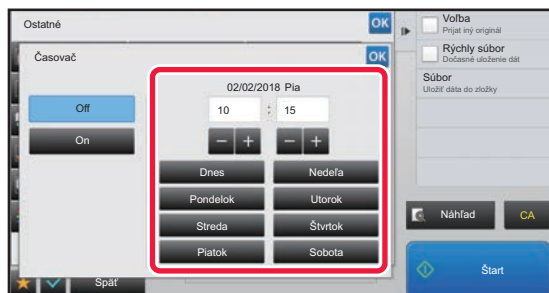 Ostatné
OK
Časovač
OK
Off
On
02/02/2018 Pia
10 : 15
− + − +
Dnes Nedeľa
Pondelok Utorok
Streda Štvrtok
Piatok Sobota
Späť
Voľba
Prijať iný originál
Rýchly súbor
Dočasné uloženie dát
Súbor
Uložiť dáta do zložky
Náhľad
CA
Štart